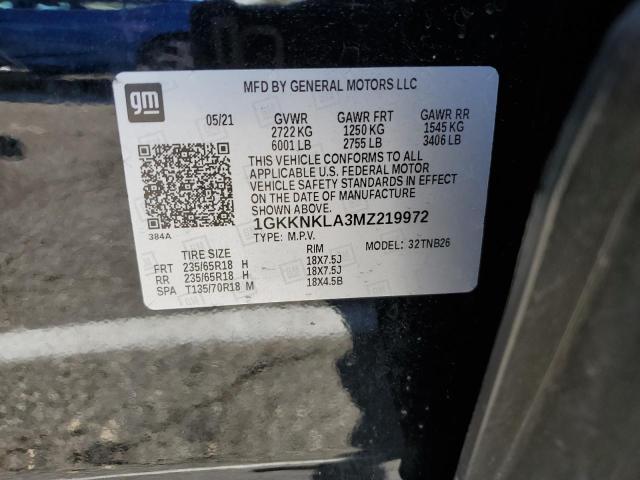 gm
MFD BY GENERAL MOTORS LLC
05/21 GVWR GAWR FRT GAWR RR
2722 KG 1250 KG 1545 KG
6001 LB 2755 LB 3406 LB
THIS VEHICLE CONFORMS TO ALL
APPLICABLE U.S. FEDERAL MOTOR
VEHICLE SAFETY STANDARDS IN EFFECT
ON THE DATE OF MANUFACTURE
SHOWN ABOVE.
384A
1GKKNKLA3MZ219972
TYPE: M.P.V. MODEL: 32TNB26
TIRE SIZE RIM
FRT 235/65R18 H 18X7.5J
RR 235/65R18 H 18X7.5J
SPA T135/70R18 M 18X4.5B